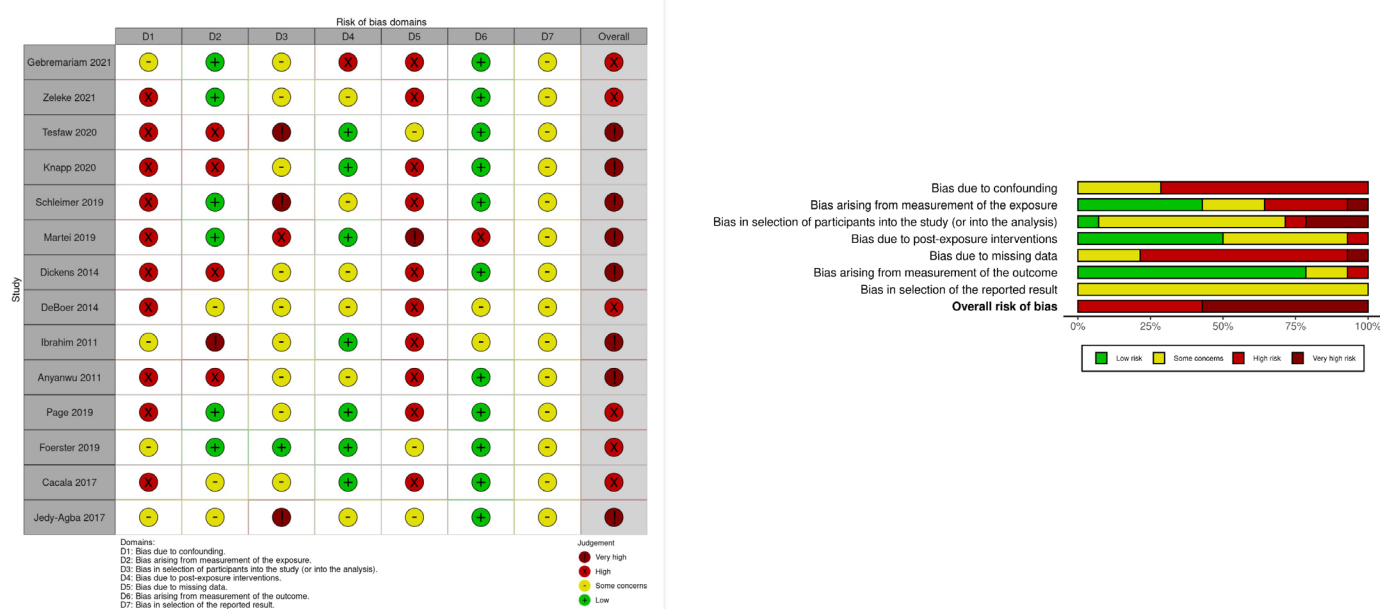 Risk of bias domains
D1 D2 D3 D4 D5 D6 D7 Overall
Study
Gebremariam 2021 - + - X X + - X
Zeleke 2021 X + - - X + - X
Tesfaw 2020 X X ! + - + - !
Knapp 2020 X X - + X + - !
Schleimer 2019 X + ! - X + - !
Martei 2019 X + X + ! X - !
Dickens 2014 X X - - X + - !
DeBoer 2014 X - - - X - - X
Ibrahim 2011 - ! - + X - - !
Anyanwu 2011 X X - - X + - !
Page 2019 X + - + X + - X
Foerster 2019 - + + + - + - X
Cacala 2017 X - - + X + - X
Jedy-Agba 2017 - - ! - - + - !
Domains:
D1: Bias due to confounding.
D2: Bias arising from measurement of the exposure.
D3: Bias in selection of participants into the study (or into the analysis).
D4: Bias due to post-exposure interventions.
D5: Bias due to missing data.
D6: Bias arising from measurement of the outcome.
D7: Bias in selection of the reported result.
Judgement
! Very high
X High
- Some concerns
+ Low
Bias due to confounding
Bias arising from measurement of the exposure
Bias in selection of participants into the study (or into the analysis)
Bias due to post-exposure interventions
Bias due to missing data
Bias arising from measurement of the outcome
Bias in selection of the reported result
Overall risk of bias
0% 25% 50% 75% 100%
Low risk Some concerns High risk Very high risk